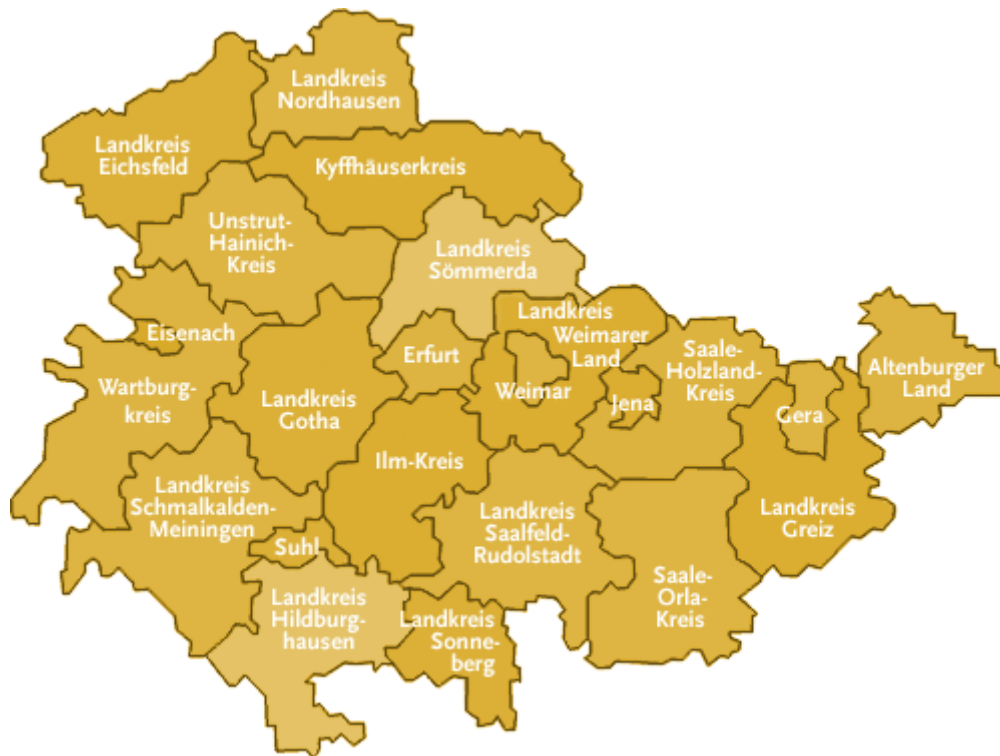 Landkreis
Nordhausen
Landkreis
Eichsfeld
Kyffhäuserkreis
Unstrut-
Hainich-
Kreis
Landkreis
Sömmerda
Eisenach
Landkreis
Weimarer
Land
Erfurt
Weimar
Saale-
Holzland-
Kreis
Jena
Gera
Altenburger
Land
Wartburg-
kreis
Landkreis
Gotha
Ilm-Kreis
Landkreis
Schmalkalden-
Meiningen
Suhl
Landkreis
Saalfeld-
Rudolstadt
Landkreis
Greiz
Saale-
Orla-
Kreis
Landkreis
Hildburg-
hausen
Landkreis
Sonne-
berg